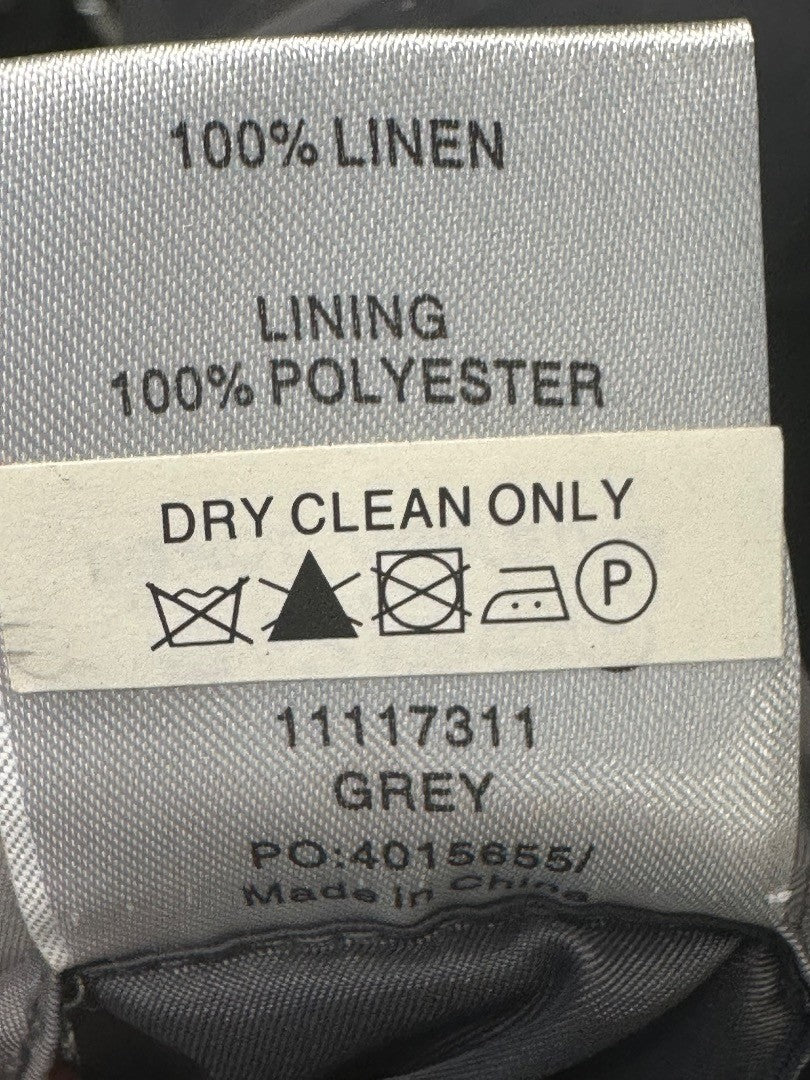 100% LINEN
LINING
100% POLYESTER
DRY CLEAN ONLY
P
11117311
GREY
PO:4015655/
Made in China